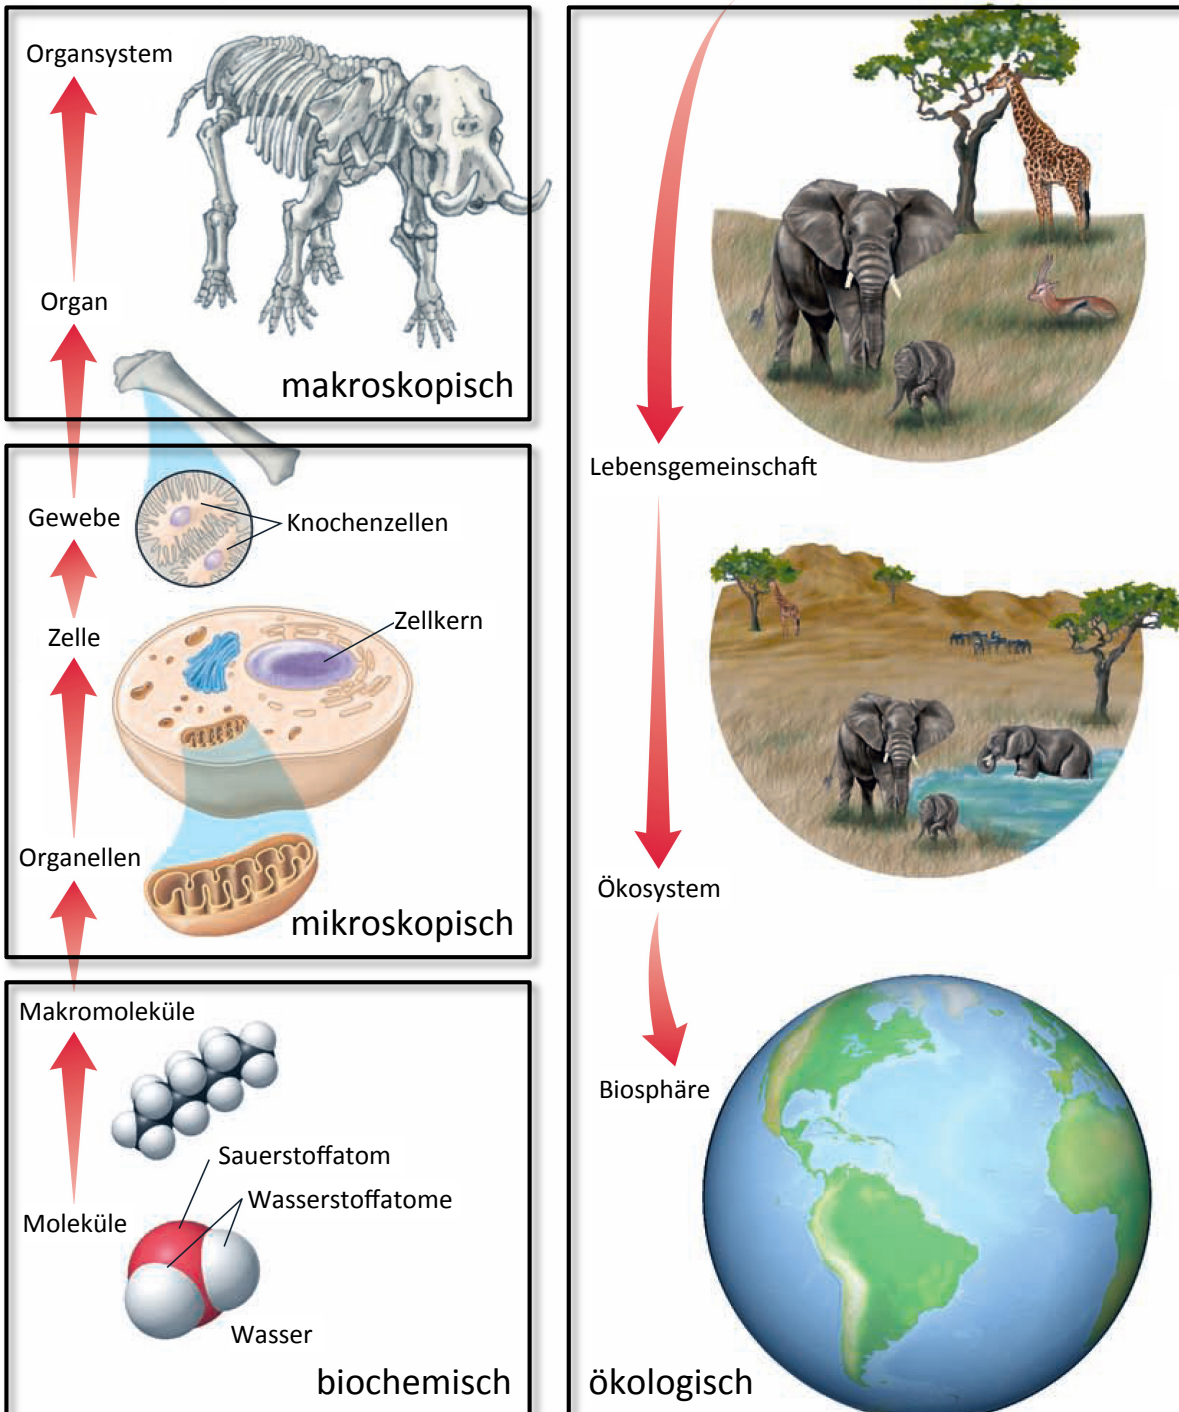 Organsystem
Organ
makroskopisch
Gewebe
Knochenzellen
Zelle
Zellkern
Organellen
mikroskopisch
Makromoleküle
Sauerstoffatom
Wasserstoffatome
Moleküle
Wasser
biochemisch
Lebensgemeinschaft
Ökosystem
Biosphäre
ökologisch